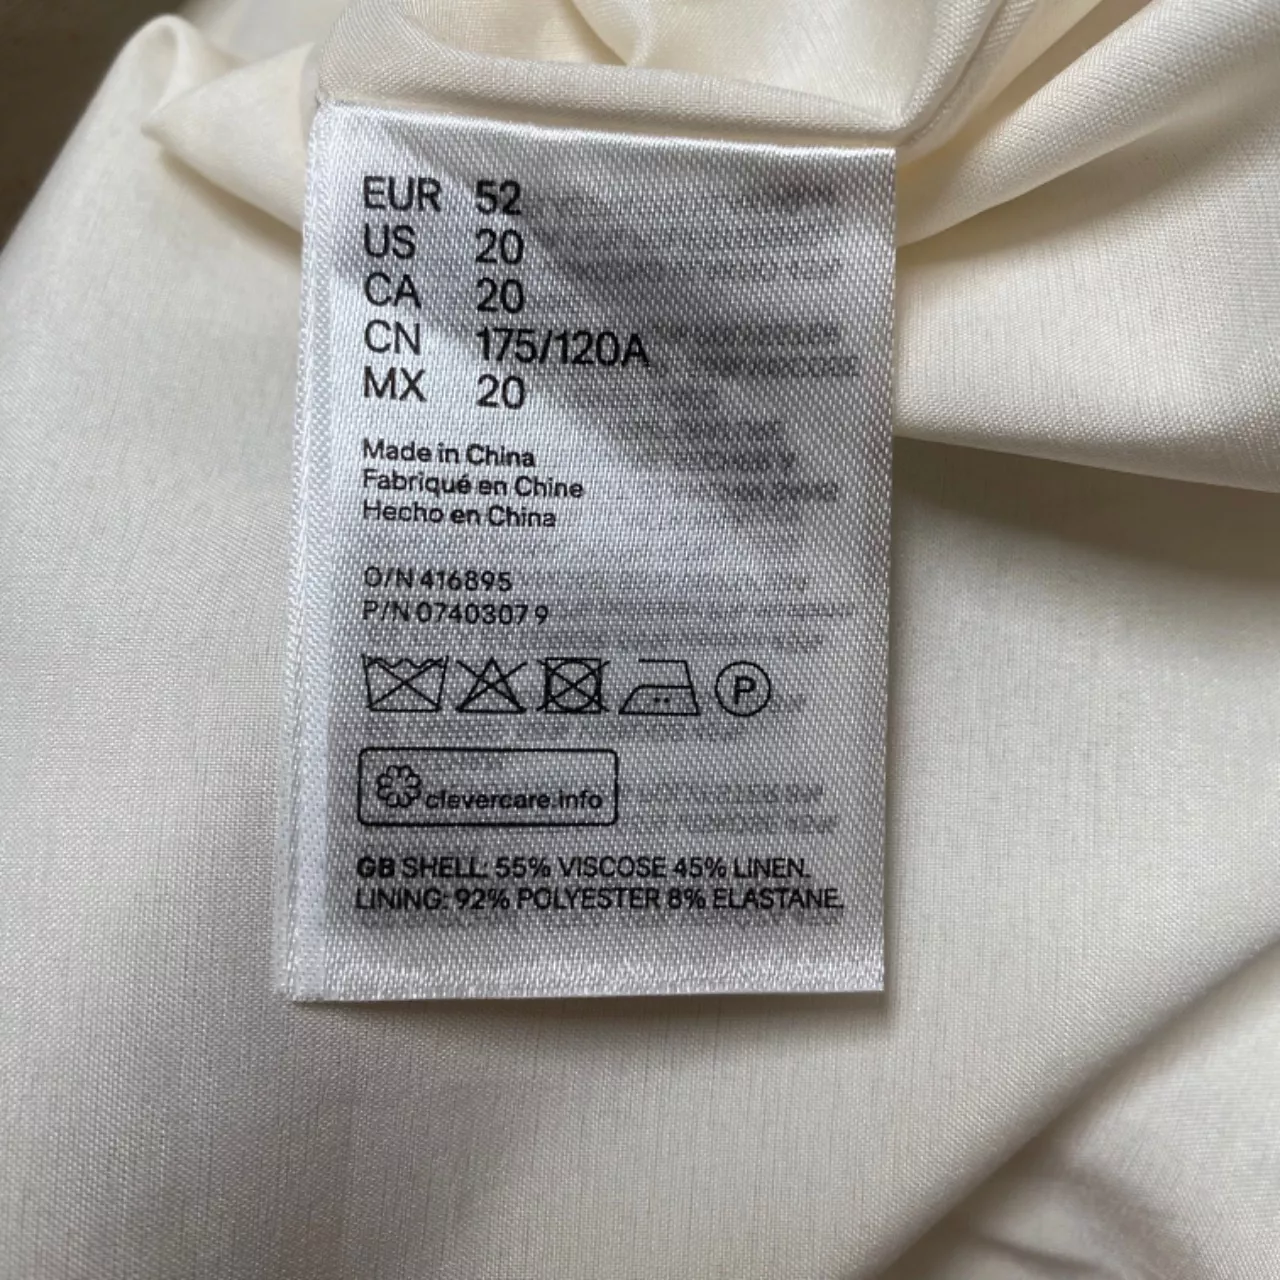 EUR 52
US 20
CA 20
CN 175/120A
MX 20
Made in China
Fabriqué en Chine
Hecho en China
O/N 416895
P/N 0740307 9
P
clevercare.info
GB SHELL: 55% VISCOSE 45% LINEN.
LINING: 92% POLYESTER 8% ELASTANE.